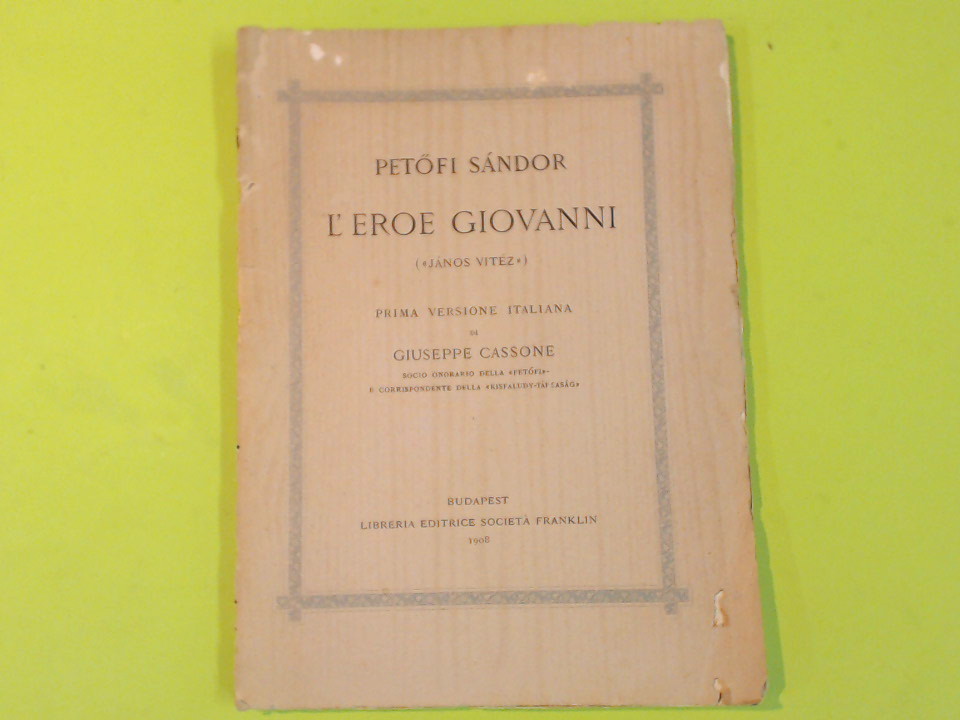 PETŐFI SÁNDOR
L'EROE GIOVANNI
(«JÁNOS VITÉZ»)
PRIMA VERSIONE ITALIANA
DI
GIUSEPPE CASSONE
SOCIO ONORARIO DELLA «PETŐFI»-
E CORRISPONDENTE DELLA «KISFALUDY-TÁRSASÁG»
BUDAPEST
LIBRERIA EDITRICE SOCIETÀ FRANKLIN
1908